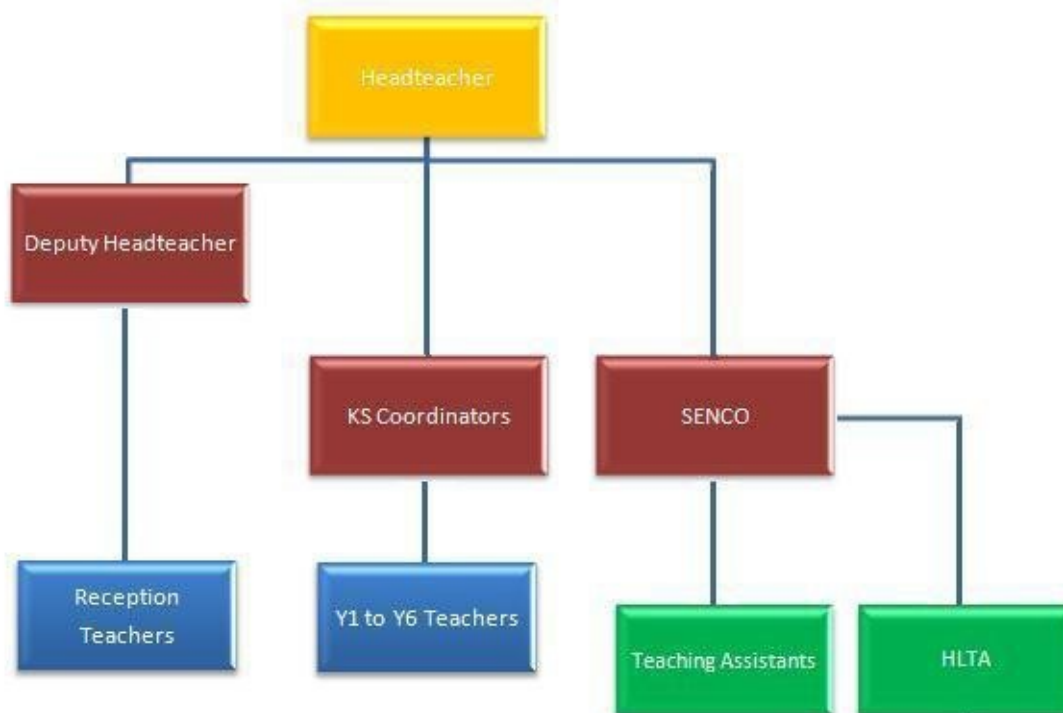 Headteacher
Deputy Headteacher
KS Coordinators
SENCO
Reception
Teachers
Y1 to Y6 Teachers
Teaching Assistants
HLTA